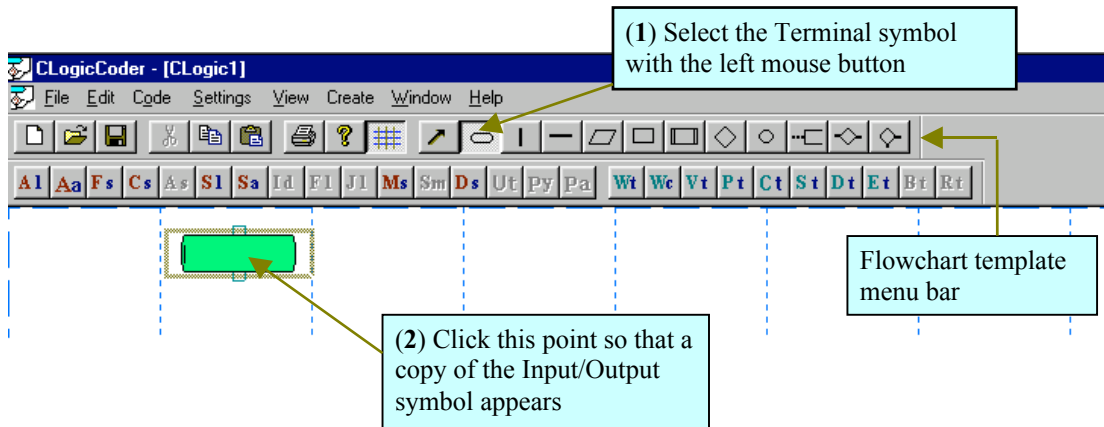 (1) Select the Terminal symbol
with the left mouse button
CLogicCoder - [CLogic1]
File Edit Code Settings View Create Window Help
A1 Aa Fs Cs As S1 Sa Id F1 J1 Ms Sm Ds Ut Py Pa Wt Wc Vt Pt Ct St Dt Et Bt Rt
Flowchart template
menu bar
(2) Click this point so that a
copy of the Input/Output
symbol appears